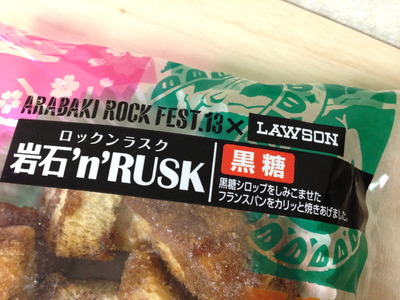 ARABAKI ROCK FEST.13×
LAWSON
ロックンラスク
岩石'n'RUSK
黒糖
黒糖シロップをしみこませた
フランスパンをカリッと焼きあげました。